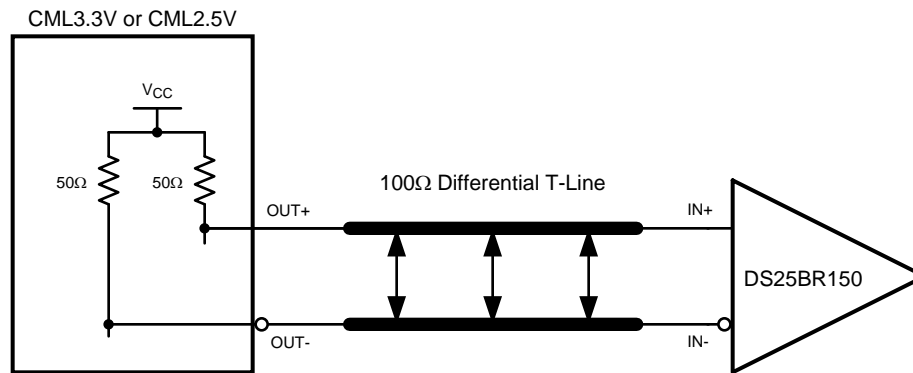 CML3.3V or CML2.5V
VCC
50Ω
50Ω
100Ω Differential T-Line
OUT+
IN+
DS25BR150
OUT-
IN-